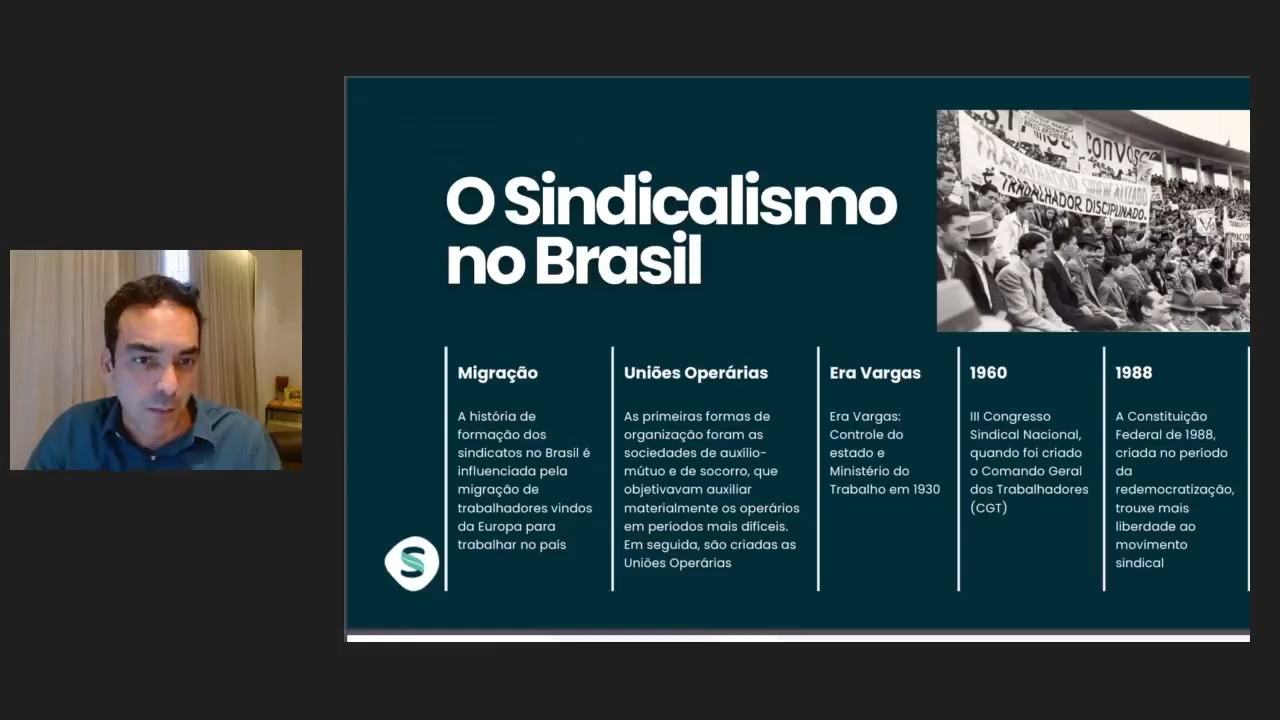 O Sindicalismo
no Brasil
convosco
TRABALHADOR SINDICALIZADO
É TRABALHADOR DISCIPLINADO.
Migração
A história de
formação dos
sindicatos no Brasil é
influenciada pela
migração de
trabalhadores vindos
da Europa para
trabalhar no país
Uniões Operárias
As primeiras formas de
organização foram as
sociedades de auxílio-
mútuo e de socorro, que
objetivavam auxiliar
materialmente os operários
em períodos mais difíceis.
Em seguida, são criadas as
Uniões Operárias
Era Vargas
Era Vargas:
Controle do
estado e
Ministério do
Trabalho em 1930
1960
III Congresso
Sindical Nacional,
quando foi criado
o Comando Geral
dos Trabalhadores
(CGT)
1988
A Constituição
Federal de 1988,
criada no período
da
redemocratização,
trouxe mais
liberdade ao
movimento
sindical